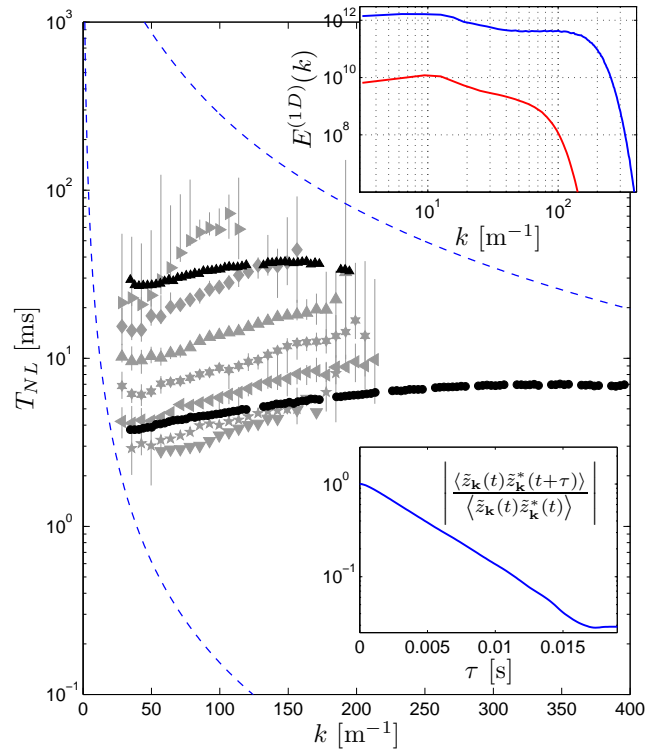 10^3
10^2
10^1
10^0
10^{-1}
T_{NL} [ms]
0 50 100 150 200 250 300 350 400
k [m^{-1}]
10^{12}
10^{10}
10^8
E^{(1D)}(k)
10^1 10^2
k [m^{-1}]
10^0
10^{-1}
| ⟨z̃_k(t)z̃_k^*(t+τ)⟩ / ⟨z̃_k(t)z̃_k^*(t)⟩ |
0 0.005 0.01 0.015
τ [s]